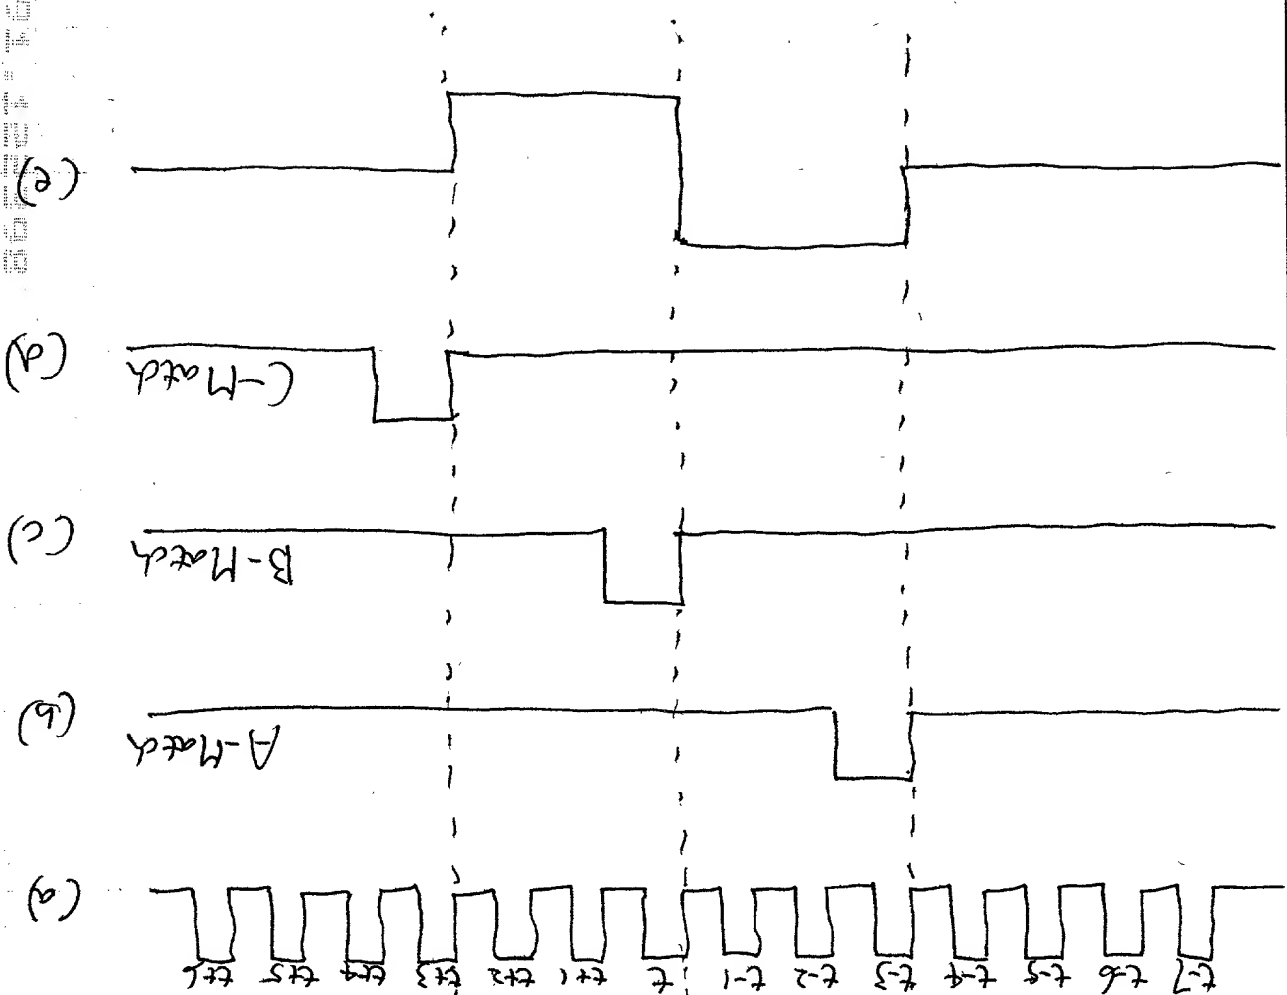 t-7 t-6 t-5 t-4 t-3 t-2 t-1 t t+1 t+2 t+3 t+4 t+5 t+6
(a)
A-Match (b)
B-Match (c)
C-Match (d)
(e)